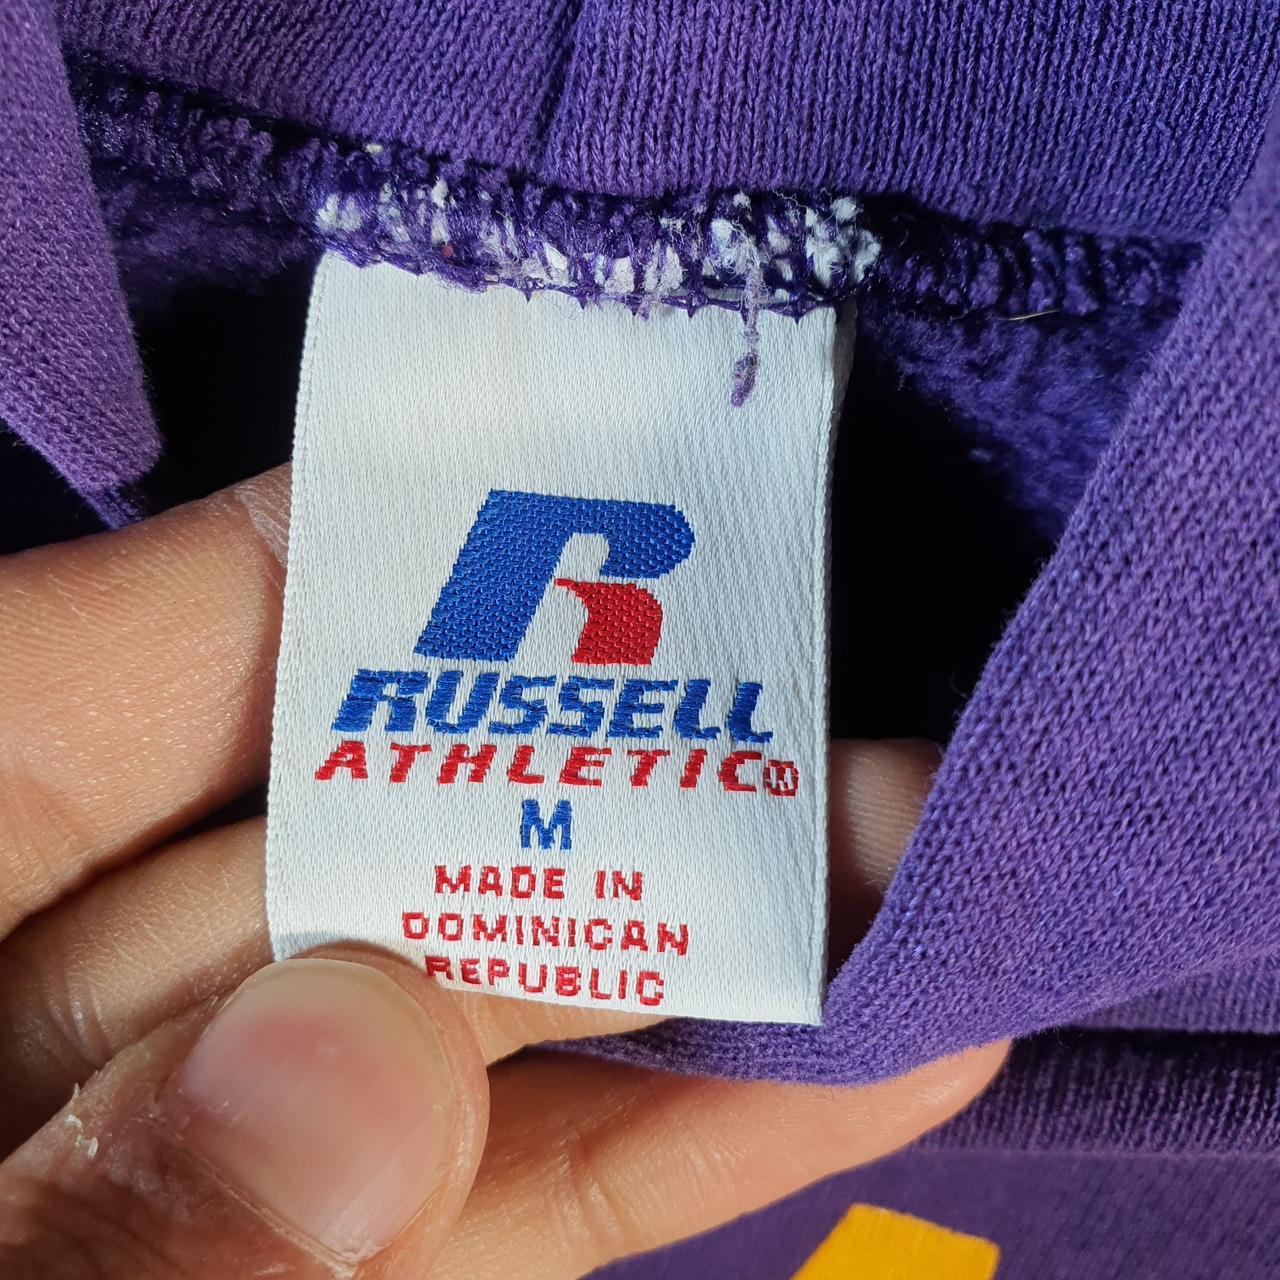 R
RUSSELL
ATHLETIC®
M
MADE IN
DOMINICAN
REPUBLIC